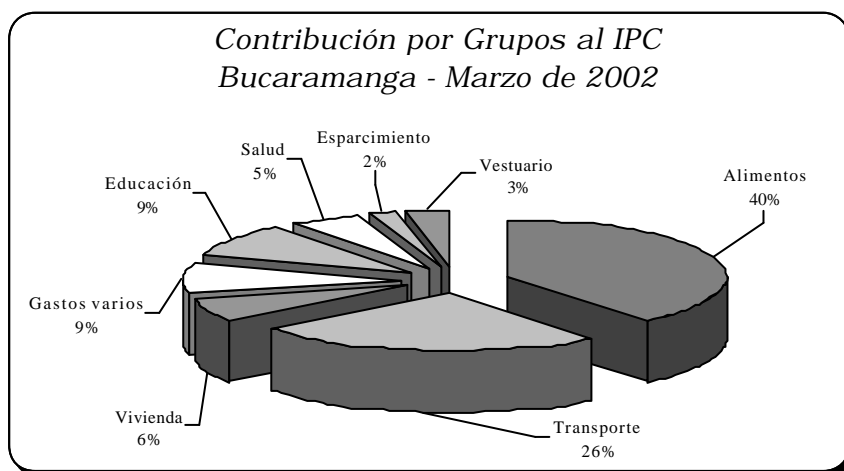 Contribución por Grupos al IPC
Bucaramanga - Marzo de 2002
Esparcimiento
2%
Salud
5%
Vestuario
3%
Alimentos
40%
Educación
9%
Gastos varios
9%
Vivienda
6%
Transporte
26%